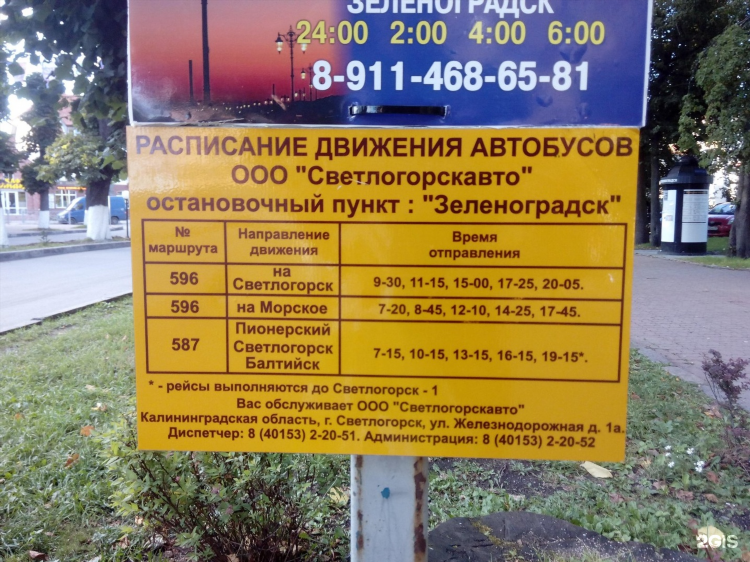 ЗЕЛЕНОГРАДСК
24:00 2:00 4:00 6:00
8-911-468-65-81
РАСПИСАНИЕ ДВИЖЕНИЯ АВТОБУСОВ
ООО "Светлогорскавто"
остановочный пункт : "Зеленоградск"
№ маршрута
Направление движения
Время отправления
596
на Светлогорск
9-30, 11-15, 15-00, 17-25, 20-05.
596
на Морское
7-20, 8-45, 12-10, 14-25, 17-45.
587
Пионерский
Светлогорск
Балтийск
7-15, 10-15, 13-15, 16-15, 19-15*.
* - рейсы выполняются до Светлогорск - 1
Вас обслуживает ООО "Светлогорскавто"
Калининградская область, г. Светлогорск, ул. Железнодорожная д. 1а.
Диспетчер: 8 (40153) 2-20-51. Администрация: 8 (40153) 2-20-52
2GIS